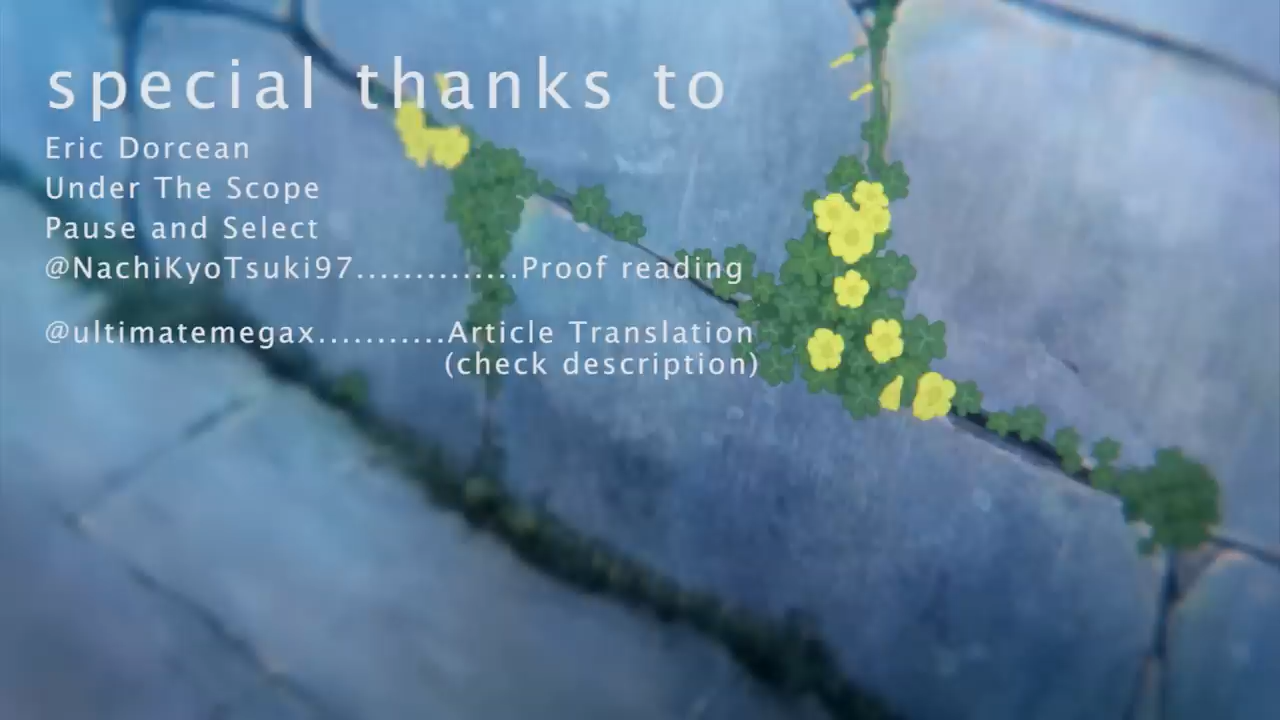 special thanks to
Eric Dorcean
Under The Scope
Pause and Select
@NachiKyoTsuki97..............Proof reading
@ultimatemegax...........Article Translation
(check description)